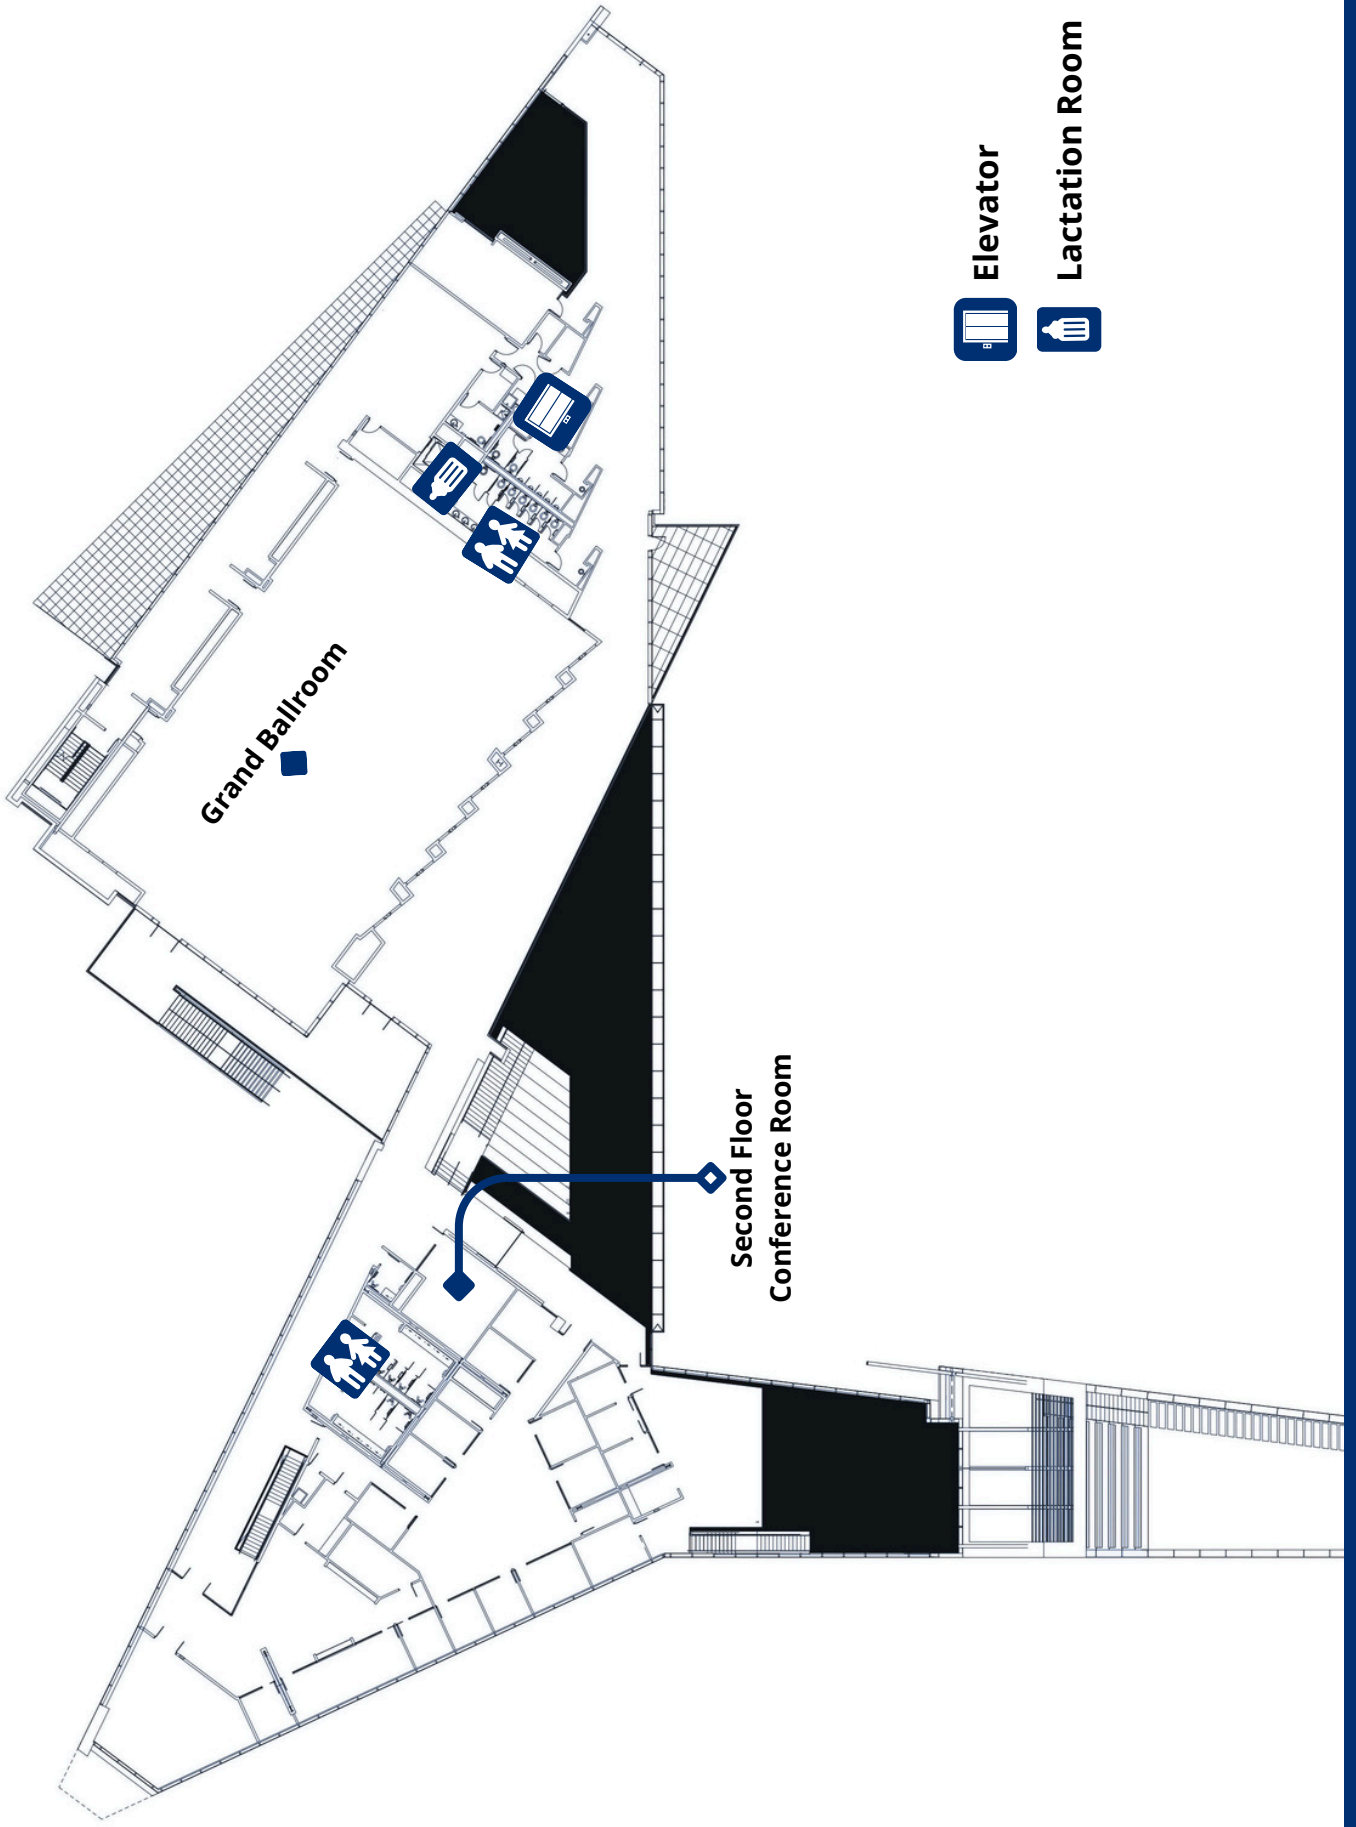 Elevator
Lactation Room
Grand Ballroom
Second Floor
Conference Room